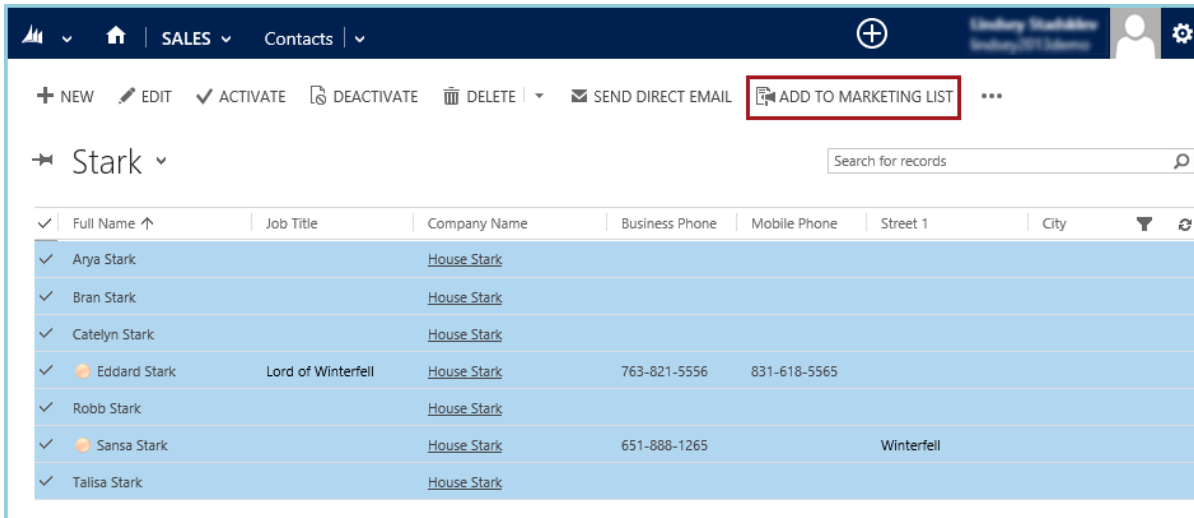 SALES Contacts
NEW EDIT ACTIVATE DEACTIVATE DELETE SEND DIRECT EMAIL ADD TO MARKETING LIST •••
Stark
Search for records
Full Name ↑ Job Title Company Name Business Phone Mobile Phone Street 1 City
Arya Stark House Stark
Bran Stark House Stark
Catelyn Stark House Stark
Eddard Stark Lord of Winterfell House Stark 763-821-5556 831-618-5565
Robb Stark House Stark
Sansa Stark House Stark 651-888-1265 Winterfell
Talisa Stark House Stark